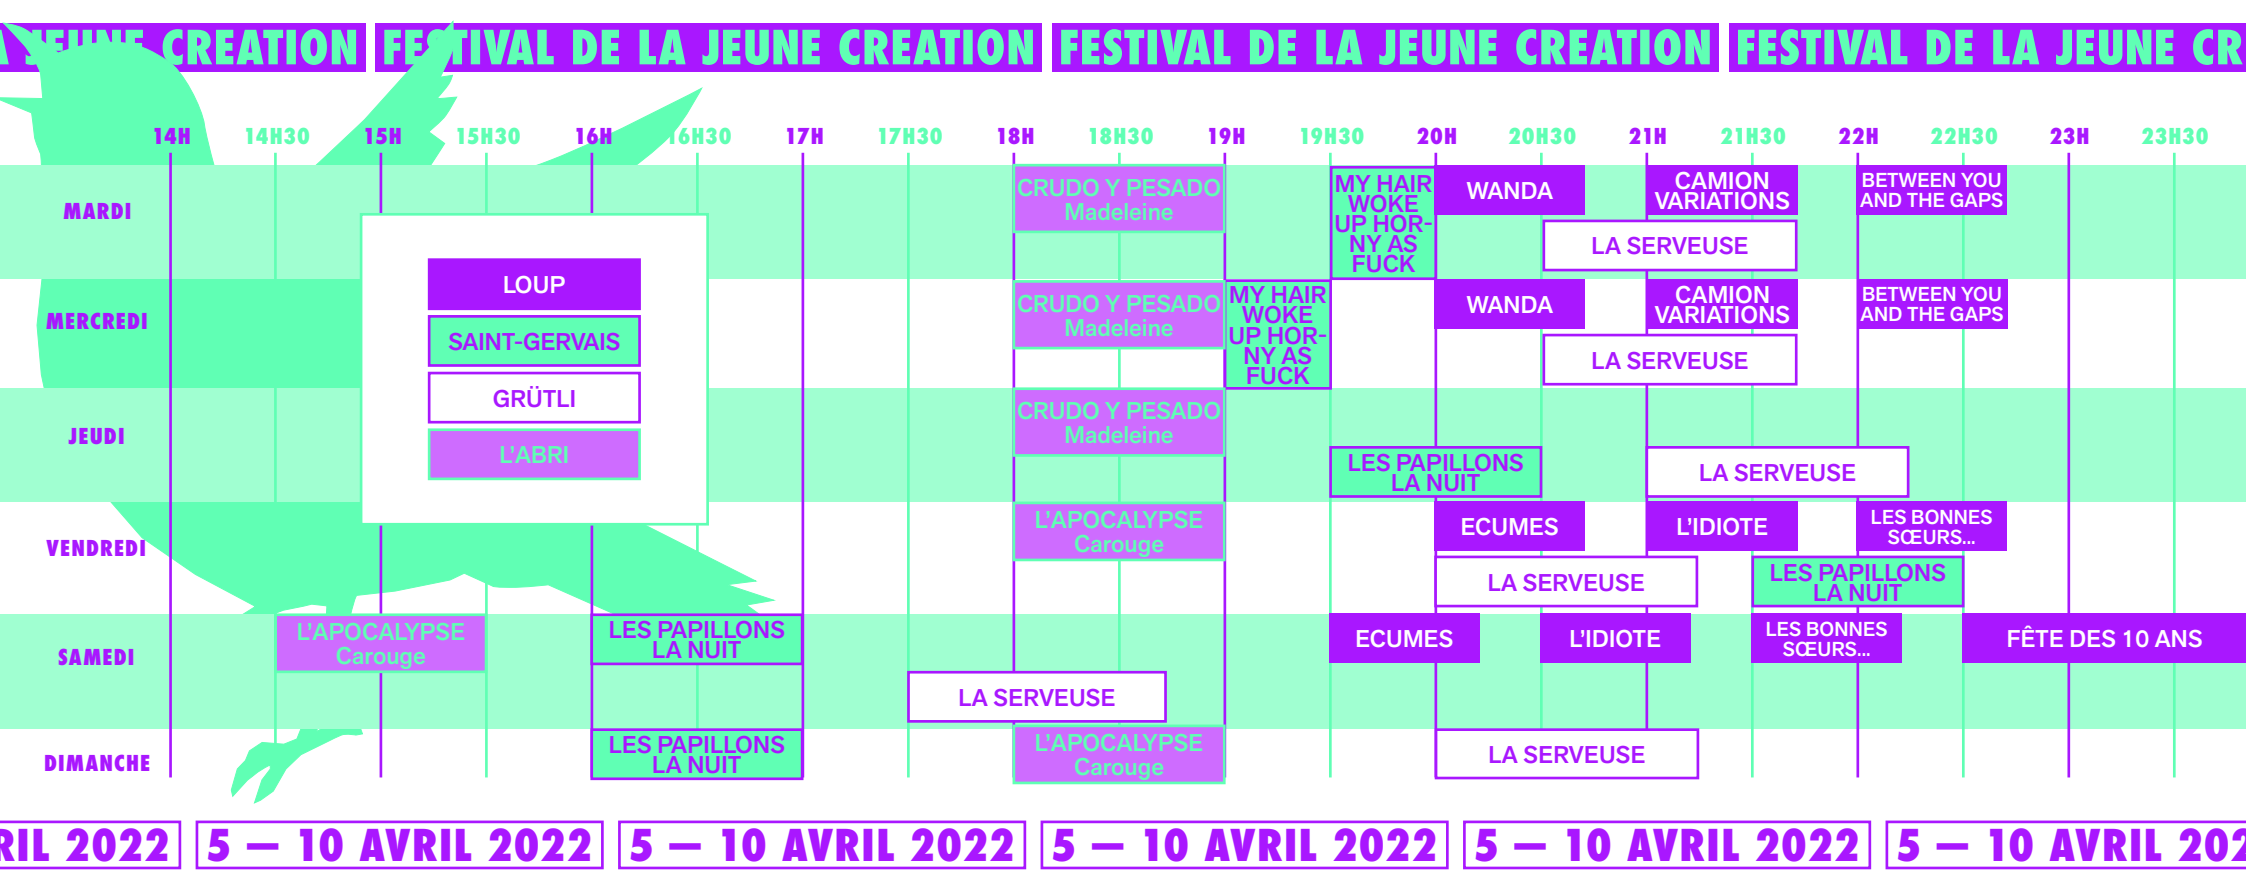 JEUNE CREATION FESTIVAL DE LA JEUNE CREATION FESTIVAL DE LA JEUNE CREATION FESTIVAL DE LA JEUNE CR
14H 14H30 15H 15H30 16H 16H30 17H 17H30 18H 18H30 19H 19H30 20H 20H30 21H 21H30 22H 22H30 23H 23H30
MARDI
CRUDO Y PESADO
Madeleine
MY HAIR
WOKE
UP HOR-
NY AS
FUCK
WANDA
CAMION
VARIATIONS
BETWEEN YOU
AND THE GAPS
LA SERVEUSE
LOUP
SAINT-GERVAIS
GRÜTLI
L'ABRI
MERCREDI
CRUDO Y PESADO
Madeleine
MY HAIR
WOKE
UP HOR-
NY AS
FUCK
WANDA
CAMION
VARIATIONS
BETWEEN YOU
AND THE GAPS
LA SERVEUSE
JEUDI
CRUDO Y PESADO
Madeleine
LES PAPILLONS
LA NUIT
LA SERVEUSE
VENDREDI
L'APOCALYPSE
Carouge
ECUMES
L'IDIOTE
LES BONNES
SŒURS...
LA SERVEUSE
LES PAPILLONS
LA NUIT
SAMEDI
L'APOCALYPSE
Carouge
LES PAPILLONS
LA NUIT
LA SERVEUSE
ECUMES
L'IDIOTE
LES BONNES
SŒURS...
FÊTE DES 10 ANS
DIMANCHE
LES PAPILLONS
LA NUIT
L'APOCALYPSE
Carouge
LA SERVEUSE
RIL 2022 5 — 10 AVRIL 2022 5 — 10 AVRIL 2022 5 — 10 AVRIL 2022 5 — 10 AVRIL 2022 5 — 10 AVRIL 202